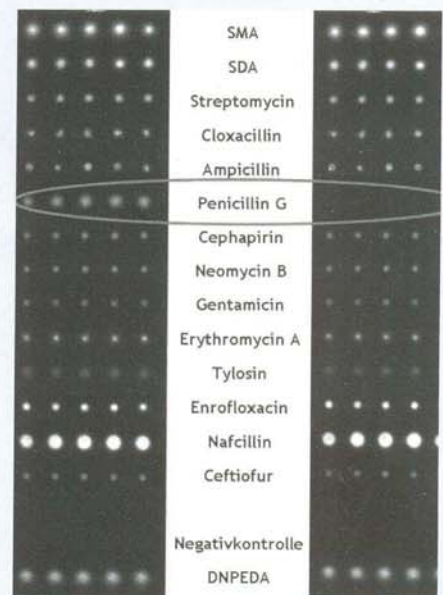 SMA
SDA
Streptomycin
Cloxacillin
Ampicillin
Penicillin G
Cephapirin
Neomycin B
Gentamicin
Erythromycin A
Tylosin
Enrofloxacin
Nafcillin
Ceftiofur
Negativkontrolle
DNPEDA